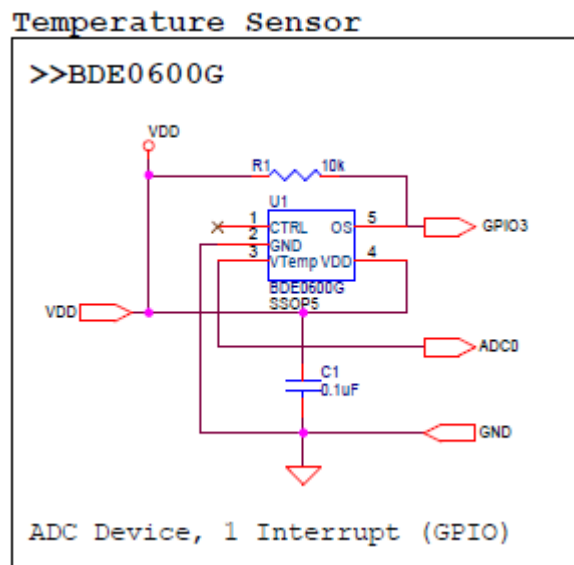 Temperature Sensor
>>BDE0600G
VDD
R1 10k
U1
1 CTRL OS 5 GPIO3
2 GND
3 VTemp VDD 4
BDE0600G
SSOP5
VDD
ADC0
C1
0.1uF
GND
ADC Device, 1 Interrupt (GPIO)